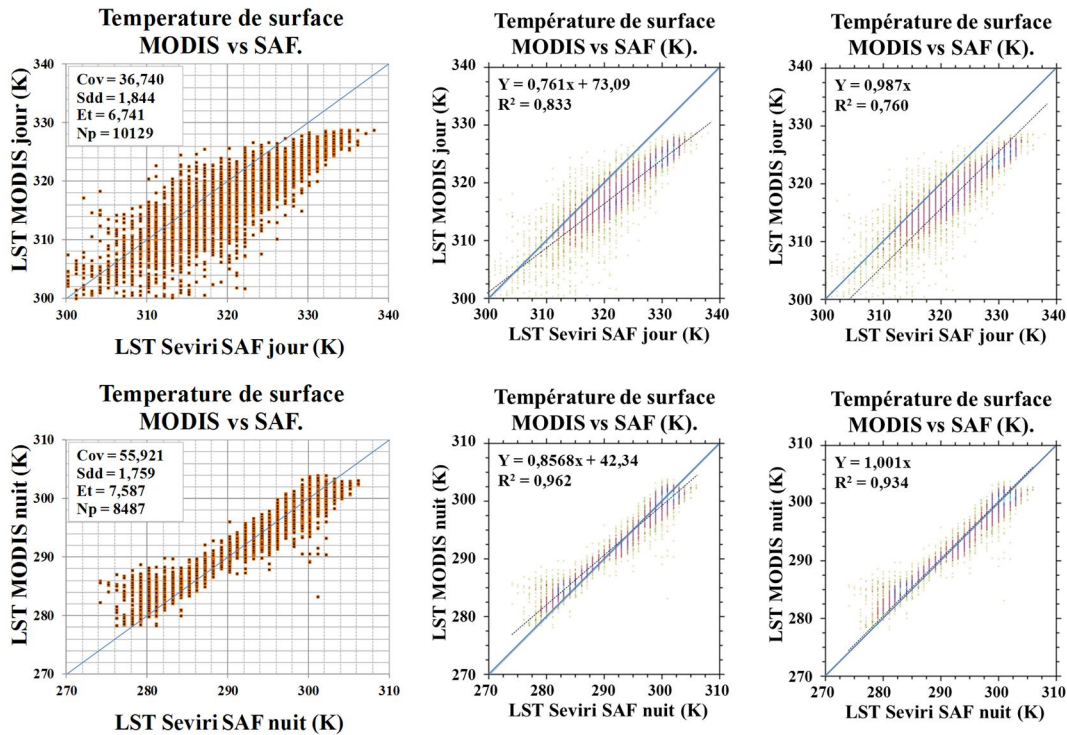 Temperature de surface
MODIS vs SAF.
340
330
320
310
300
LST MODIS jour (K)
Cov = 36,740
Sdd = 1,844
Et = 6,741
Np = 10129
300
310
320
330
340
LST Seviri SAF jour (K)
Température de surface
MODIS vs SAF (K).
340
330
320
310
300
LST MODIS jour (K)
Y = 0,761x + 73,09
R² = 0,833
300
310
320
330
340
LST Seviri SAF jour (K)
Température de surface
MODIS vs SAF (K).
340
330
320
310
300
LST MODIS jour (K)
Y = 0,987x
R² = 0,760
300
310
320
330
340
LST Seviri SAF jour (K)
Temperature de surface
MODIS vs SAF.
310
300
290
280
270
LST MODIS nuit (K)
Cov = 55,921
Sdd = 1,759
Et = 7,587
Np = 8487
270
280
290
300
310
LST Seviri SAF nuit (K)
Température de surface
MODIS vs SAF (K).
310
300
290
280
270
LST MODIS nuit (K)
Y = 0,8568x + 42,34
R² = 0,962
270
280
290
300
310
LST Seviri SAF nuit (K)
Température de surface
MODIS vs SAF (K).
310
300
290
280
270
LST MODIS nuit (K)
Y = 1,001x
R² = 0,934
270
280
290
300
310
LST Seviri SAF nuit (K)